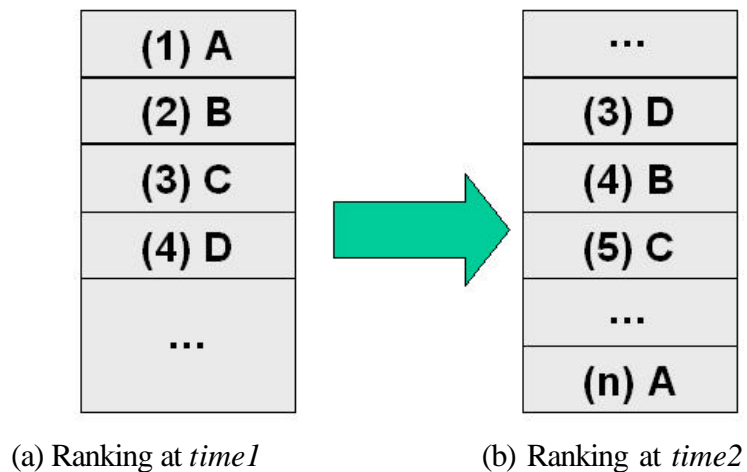 (1) A
(2) B
(3) C
(4) D
...
(a) Ranking at time1
...
(3) D
(4) B
(5) C
...
(n) A
(b) Ranking at time2